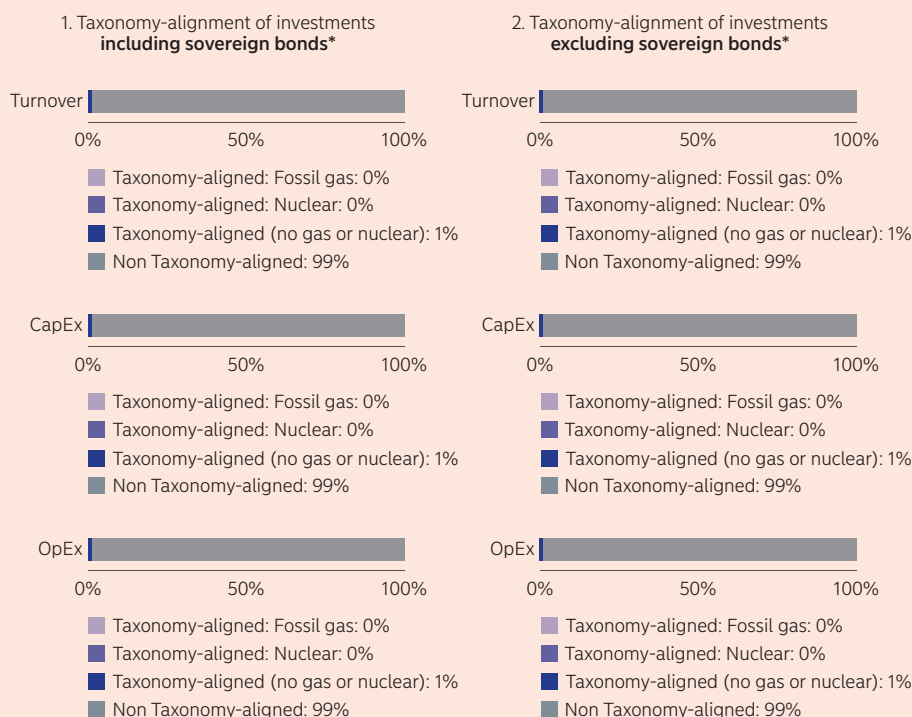 1. Taxonomy-alignment of investments
including sovereign bonds*
Turnover
0% 50% 100%
Taxonomy-aligned: Fossil gas: 0%
Taxonomy-aligned: Nuclear: 0%
Taxonomy-aligned (no gas or nuclear): 1%
Non Taxonomy-aligned: 99%
CapEx
0% 50% 100%
Taxonomy-aligned: Fossil gas: 0%
Taxonomy-aligned: Nuclear: 0%
Taxonomy-aligned (no gas or nuclear): 1%
Non Taxonomy-aligned: 99%
OpEx
0% 50% 100%
Taxonomy-aligned: Fossil gas: 0%
Taxonomy-aligned: Nuclear: 0%
Taxonomy-aligned (no gas or nuclear): 1%
Non Taxonomy-aligned: 99%
2. Taxonomy-alignment of investments
excluding sovereign bonds*
Turnover
0% 50% 100%
Taxonomy-aligned: Fossil gas: 0%
Taxonomy-aligned: Nuclear: 0%
Taxonomy-aligned (no gas or nuclear): 1%
Non Taxonomy-aligned: 99%
CapEx
0% 50% 100%
Taxonomy-aligned: Fossil gas: 0%
Taxonomy-aligned: Nuclear: 0%
Taxonomy-aligned (no gas or nuclear): 1%
Non Taxonomy-aligned: 99%
OpEx
0% 50% 100%
Taxonomy-aligned: Fossil gas: 0%
Taxonomy-aligned: Nuclear: 0%
Taxonomy-aligned (no gas or nuclear): 1%
Non Taxonomy-aligned: 99%